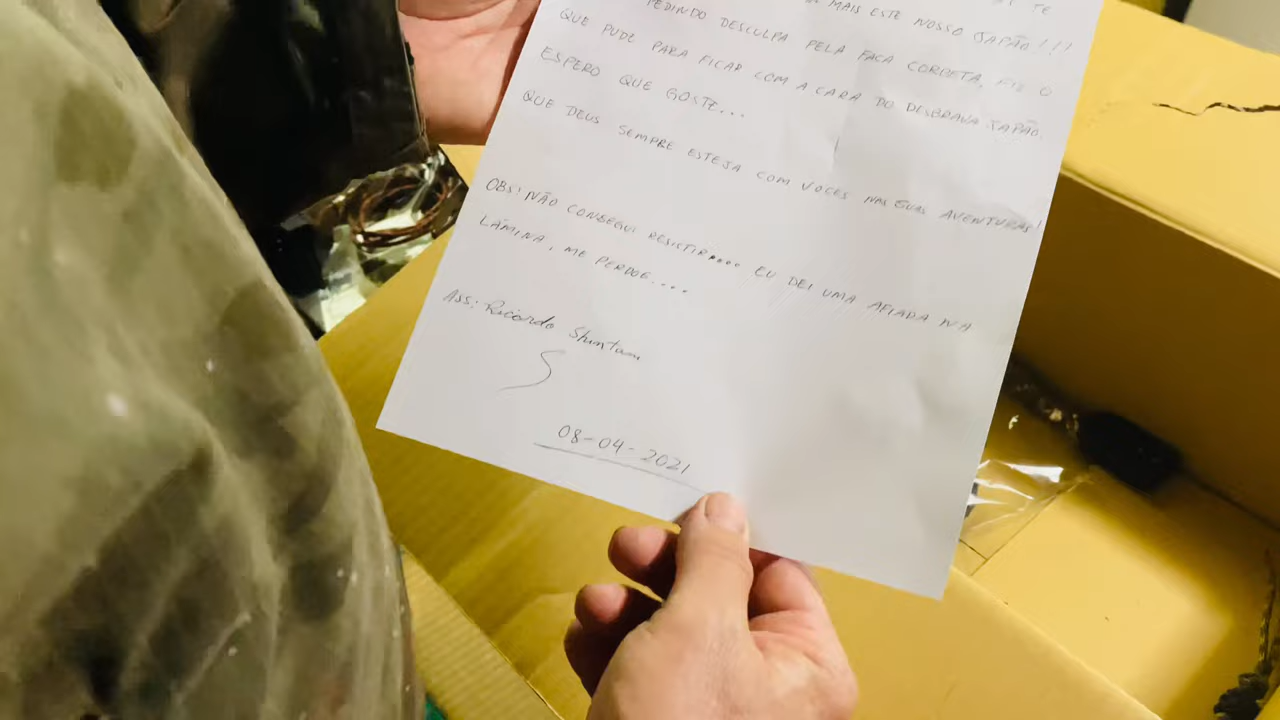 TE
MAIS ESTE NOSSO JAPÃO!!!
PEDINDO DESCULPA PELA FACA CORRETA, FIZ O
QUE PUDE PARA FICAR COM A CARA DO DESBRAVA JAPÃO.
ESPERO QUE GOSTE...
QUE DEUS SEMPRE ESTEJA COM VOCES NAS SUAS AVENTURAS!
OBS: NÃO CONSEGUI RESISTIR.... EU DEI UMA AFIADA NA
LÂMINA, ME PERDOE....
Ass: Ricardo
08-04-2021